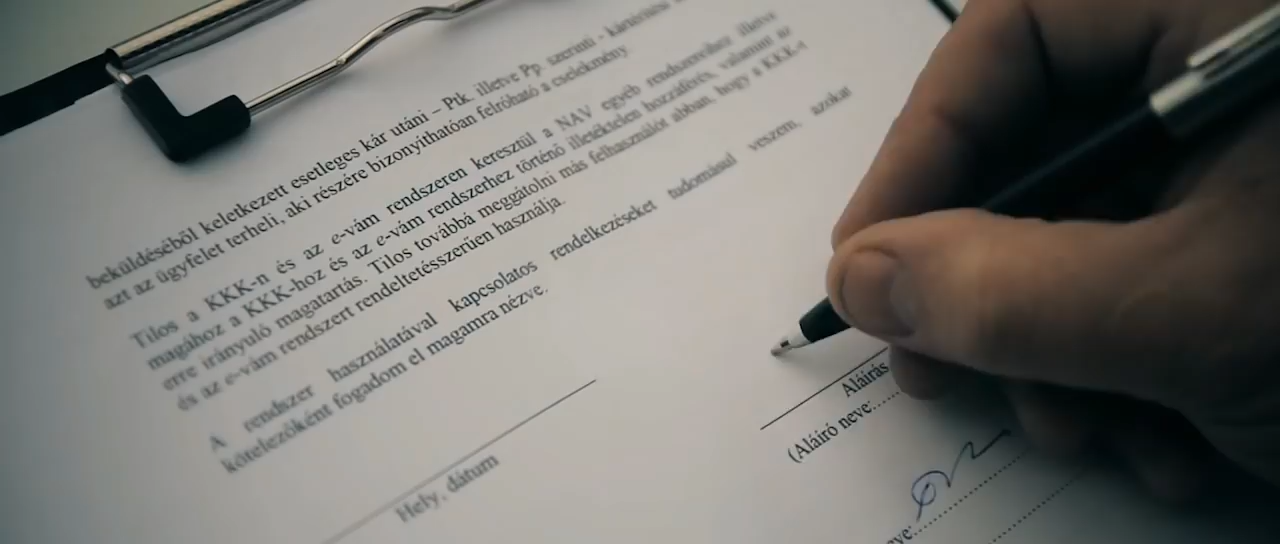 beküldéséből keletkezett esetleges kár utáni – Ptk. illetve Pp. szerinti - kártérítési
azt az ügyfelet terheli, aki részére bizonyíthatóan felróható a cselekmény.
Tilos a KKK-n és az e-vám rendszeren keresztül a NAV egyéb rendszereihez illetve
magához a KKK-hoz és az e-vám rendszerhez történő illetéktelen hozzáférés, valamint az
erre irányuló magatartás. Tilos továbbá meggátolni más felhasználót abban, hogy a KKK-t
és az e-vám rendszert rendeltetésszerűen használja.
A rendszer használatával kapcsolatos rendelkezéseket tudomásul veszem, azokat
kötelezőként fogadom el magamra nézve.
Hely, dátum
Aláírás
(Aláíró neve: